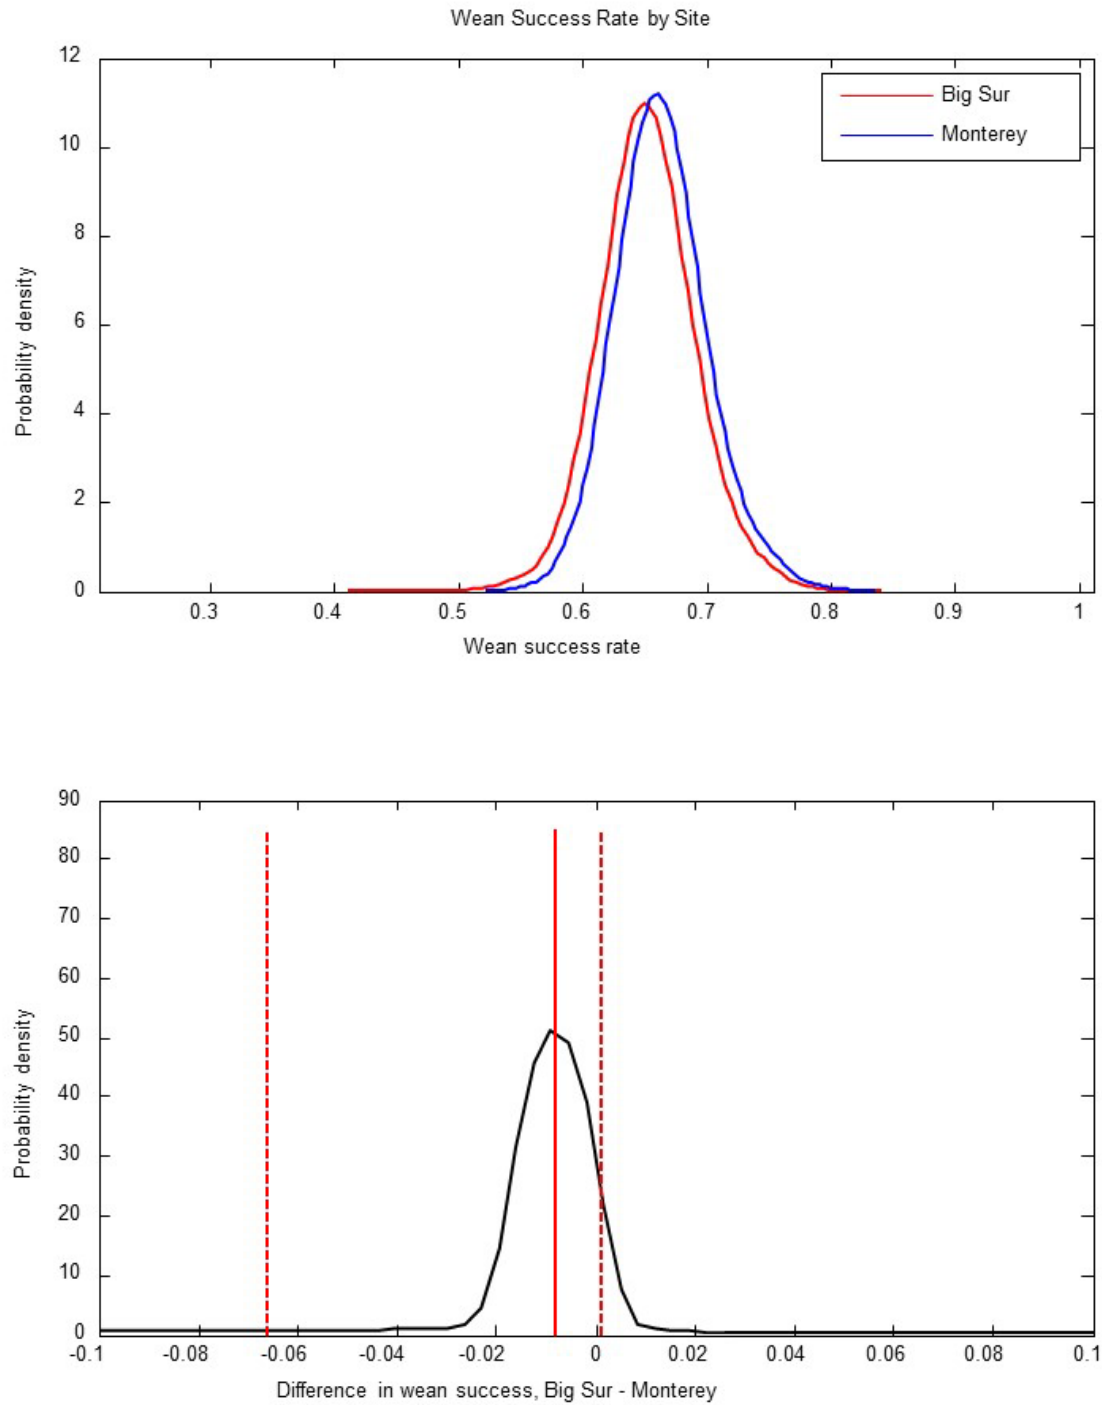 Wean Success Rate by Site
12
10
8
6
4
2
0
Probability density
Big Sur
Monterey
0.3 0.4 0.5 0.6 0.7 0.8 0.9 1
Wean success rate
90
80
70
60
50
40
30
20
10
0
Probability density
-0.1 -0.08 -0.06 -0.04 -0.02 0 0.02 0.04 0.06 0.08 0.1
Difference in wean success, Big Sur - Monterey